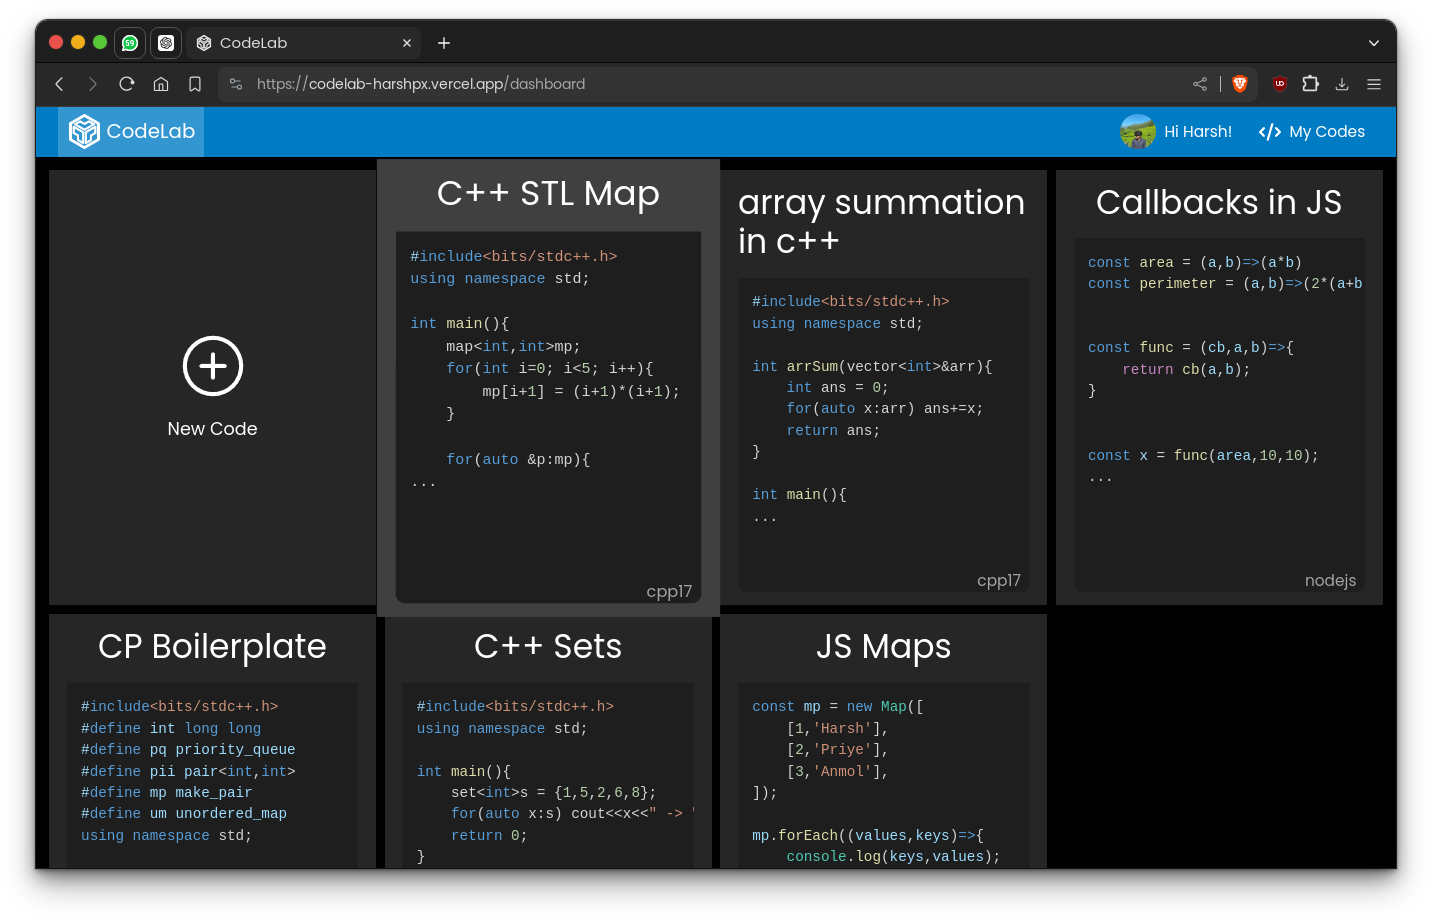 59
CodeLab
https://codelab-harshpx.vercel.app/dashboard
UD
CodeLab
Hi Harsh!
My Codes
New Code
C++ STL Map
#include<bits/stdc++.h>
using namespace std;
int main(){
    map<int,int>mp;
    for(int i=0; i<5; i++){
        mp[i+1] = (i+1)*(i+1);
    }
    for(auto &p:mp){
...
cpp17
array summation
in c++
#include<bits/stdc++.h>
using namespace std;
int arrSum(vector<int>&arr){
    int ans = 0;
    for(auto x:arr) ans+=x;
    return ans;
}
int main(){
...
cpp17
Callbacks in JS
const area = (a,b)=>(a*b)
const perimeter = (a,b)=>(2*(a+b
const func = (cb,a,b)=>{
    return cb(a,b);
}
const x = func(area,10,10);
...
nodejs
CP Boilerplate
#include<bits/stdc++.h>
#define int long long
#define pq priority_queue
#define pii pair<int,int>
#define mp make_pair
#define um unordered_map
using namespace std;
C++ Sets
#include<bits/stdc++.h>
using namespace std;
int main(){
    set<int>s = {1,5,2,6,8};
    for(auto x:s) cout<<x<<" -> "
    return 0;
}
JS Maps
const mp = new Map([
    [1,'Harsh'],
    [2,'Priye'],
    [3,'Anmol'],
]);
mp.forEach((values,keys)=>{
    console.log(keys,values);